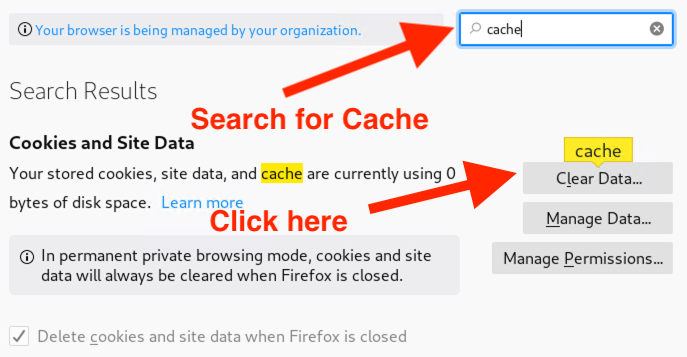 Your browser is being managed by your organization.
cache
Search Results
Search for Cache
Cookies and Site Data
cache
Your stored cookies, site data, and cache are currently using 0
bytes of disk space. Learn more
Clear Data...
Click here
Manage Data...
In permanent private browsing mode, cookies and site
data will always be cleared when Firefox is closed.
Manage Permissions...
Delete cookies and site data when Firefox is closed